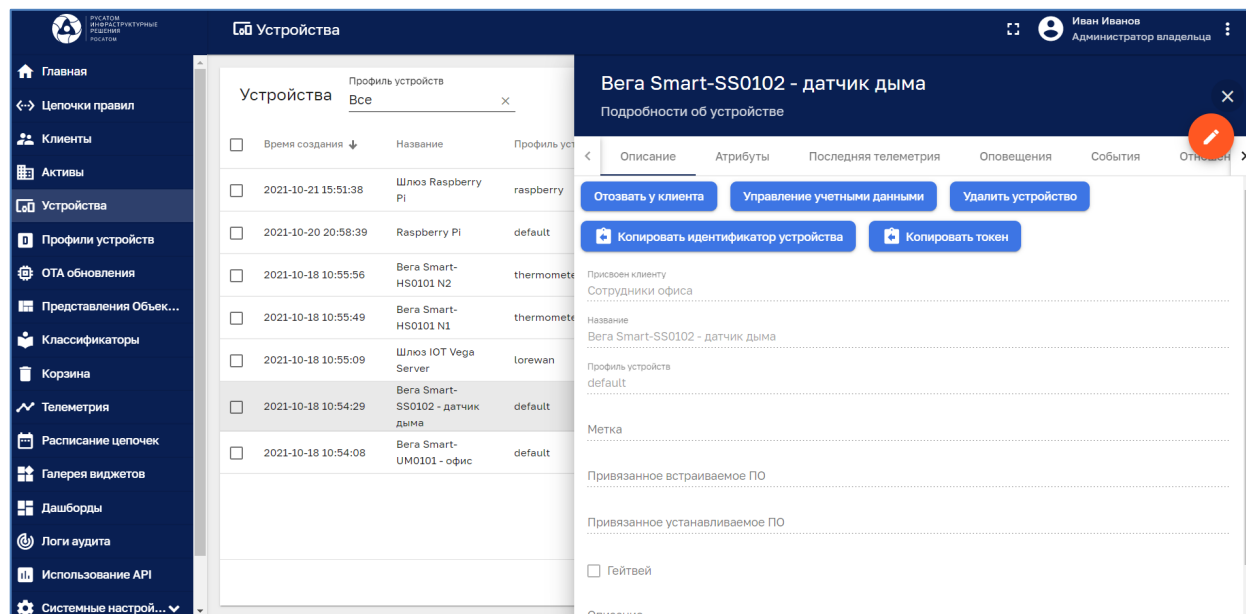 РУСАТОМ
ИНФРАСТРУКТУРНЫЕ
РЕШЕНИЯ
РОСАТОМ
Устройства
Иван Иванов
Администратор владельца
Главная
Цепочки правил
Клиенты
Активы
Устройства
Профили устройств
OTA обновления
Представления Объек...
Классификаторы
Корзина
Телеметрия
Расписание цепочек
Галерея виджетов
Дашборды
Логи аудита
Использование API
Системные настрой...
Устройства
Профиль устройств
Все
Время создания
Название
Профиль уст
2021-10-21 15:51:38
Шлюз Raspberry
Pi
raspberry
2021-10-20 20:58:39
Raspberry Pi
default
2021-10-18 10:55:56
Вега Smart-
HS0101 N2
thermomete
2021-10-18 10:55:49
Вега Smart-
HS0101 N1
thermomete
2021-10-18 10:55:09
Шлюз IOT Vega
Server
lorewan
2021-10-18 10:54:29
Вега Smart-
SS0102 - датчик
дыма
default
2021-10-18 10:54:08
Вега Smart-
UM0101 - офис
default
Вега Smart-SS0102 - датчик дыма
Подробности об устройстве
Описание
Атрибуты
Последняя телеметрия
Оповещения
События
Отношен
Отозвать у клиента
Управление учетными данными
Удалить устройство
Копировать идентификатор устройства
Копировать токен
Присвоен клиенту
Сотрудники офиса
Название
Вега Smart-SS0102 - датчик дыма
Профиль устройств
default
Метка
Привязанное встраиваемое ПО
Привязанное устанавливаемое ПО
Гейтвей
Описание